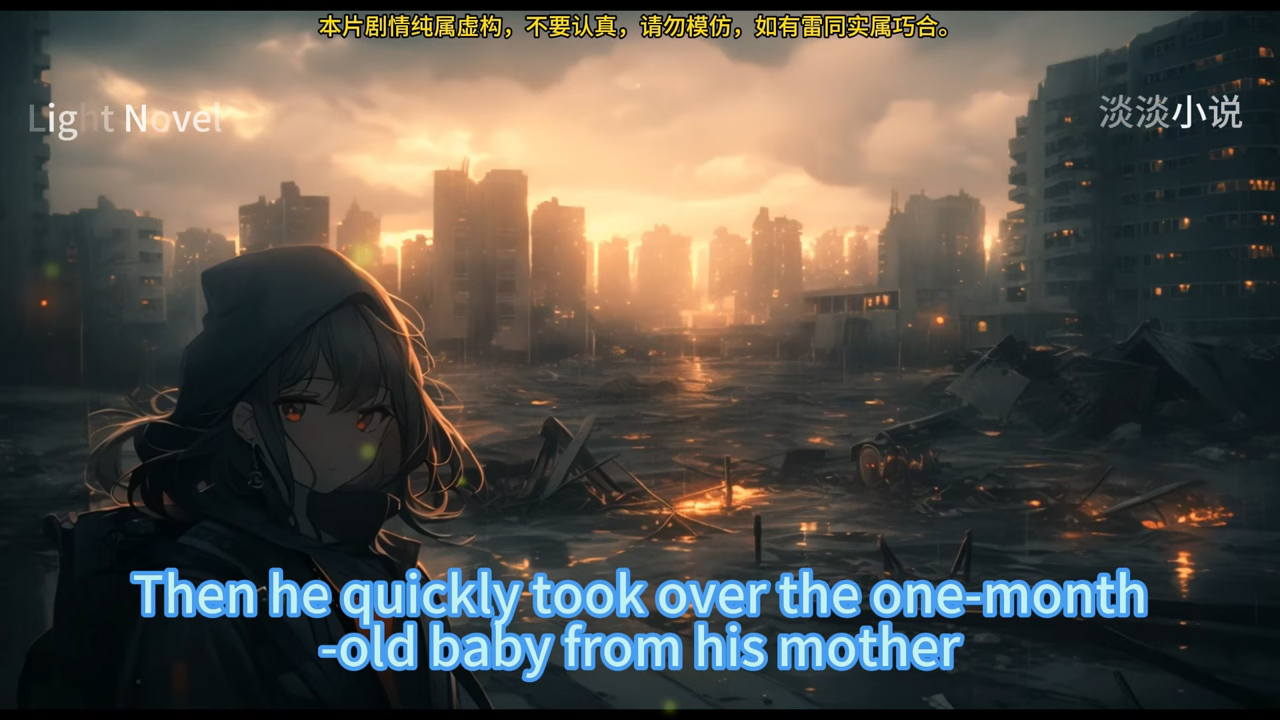 本片剧情纯属虚构，不要认真，请勿模仿，如有雷同实属巧合。
Light Novel
淡淡小说
Then he quickly took over the one-month
-old baby from his mother